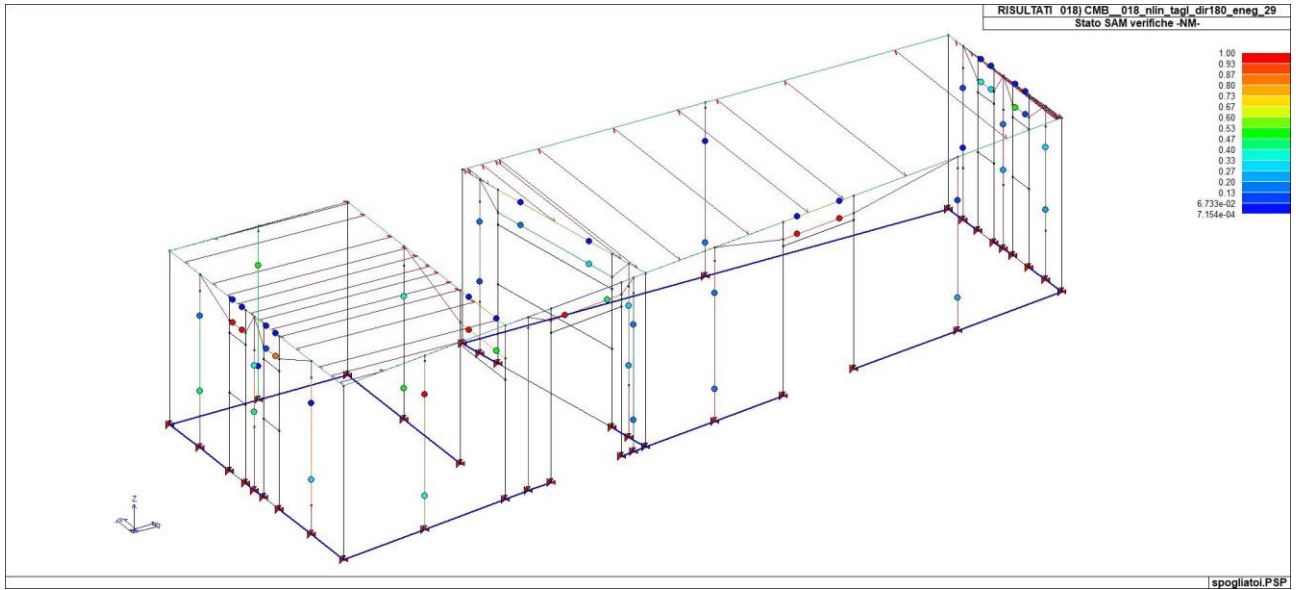 RISULTATI 018) CMB__018_nlin_tagl_dir180_eneg_29
Stato SAM verifiche -NM-
1.00
0.93
0.87
0.80
0.73
0.67
0.60
0.53
0.47
0.40
0.33
0.27
0.20
0.13
6.733e-02
7.154e-04
Z
spogliatoi.PSP